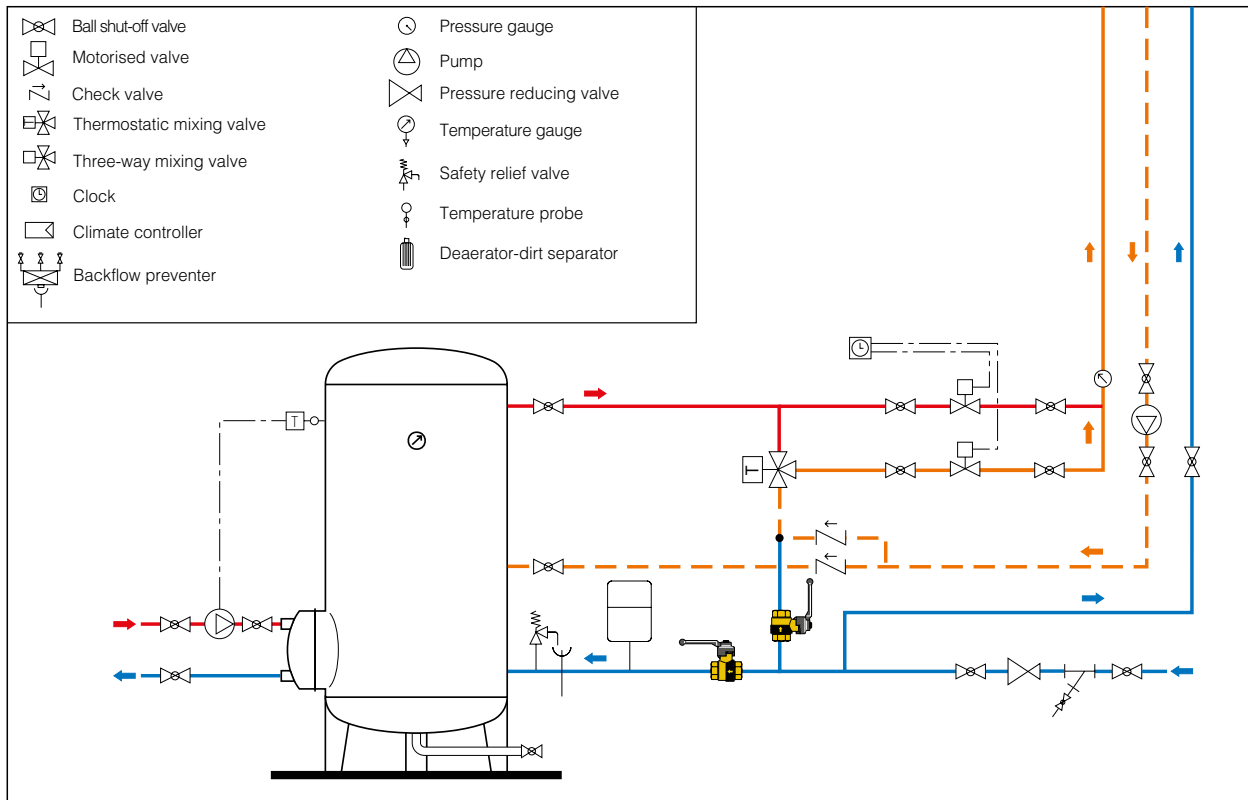 Ball shut-off valve
Motorised valve
Check valve
Thermostatic mixing valve
Three-way mixing valve
Clock
Climate controller
Backflow preventer
Pressure gauge
Pump
Pressure reducing valve
Temperature gauge
Safety relief valve
Temperature probe
Deaerator-dirt separator
T
T